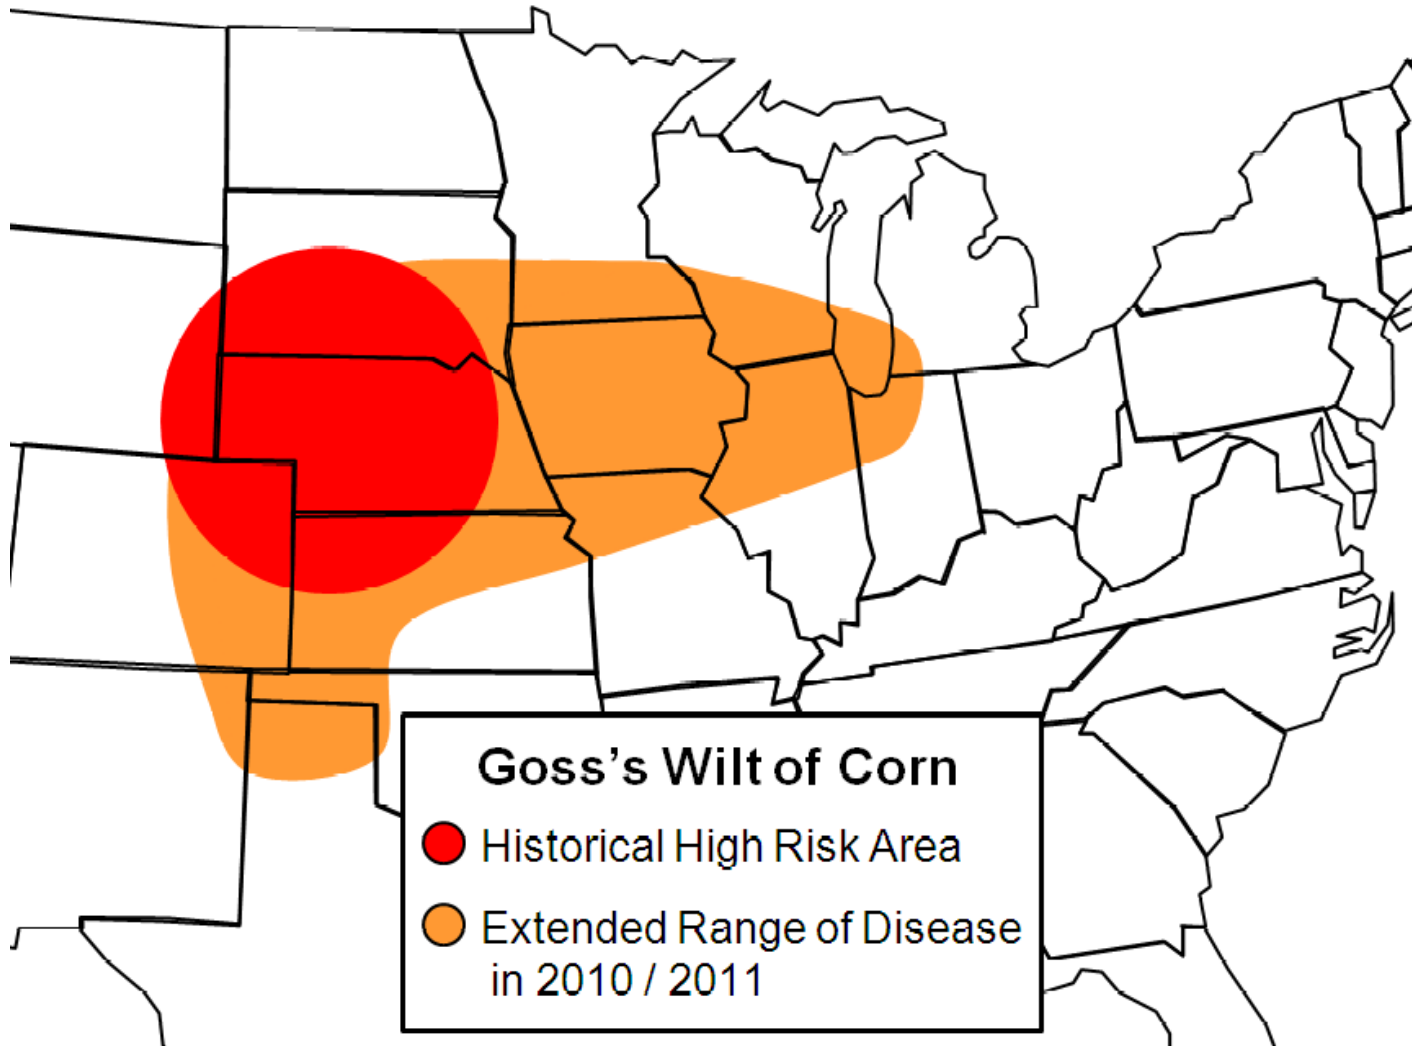 Goss's Wilt of Corn
Historical High Risk Area
Extended Range of Disease
in 2010 / 2011